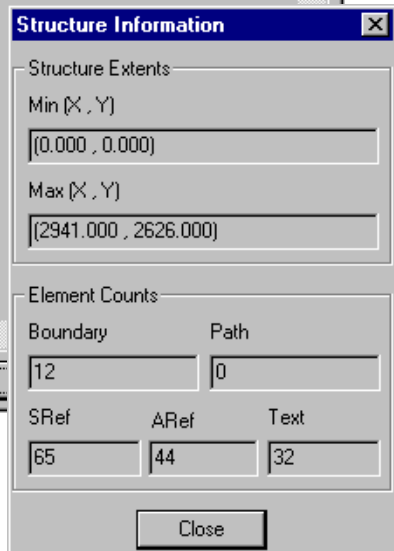 Structure Information
Structure Extents
Min (X , Y)
(0.000 , 0.000)
Max (X , Y)
(2941.000 , 2626.000)
Element Counts
Boundary Path
12 0
SRef ARef Text
65 44 32
Close